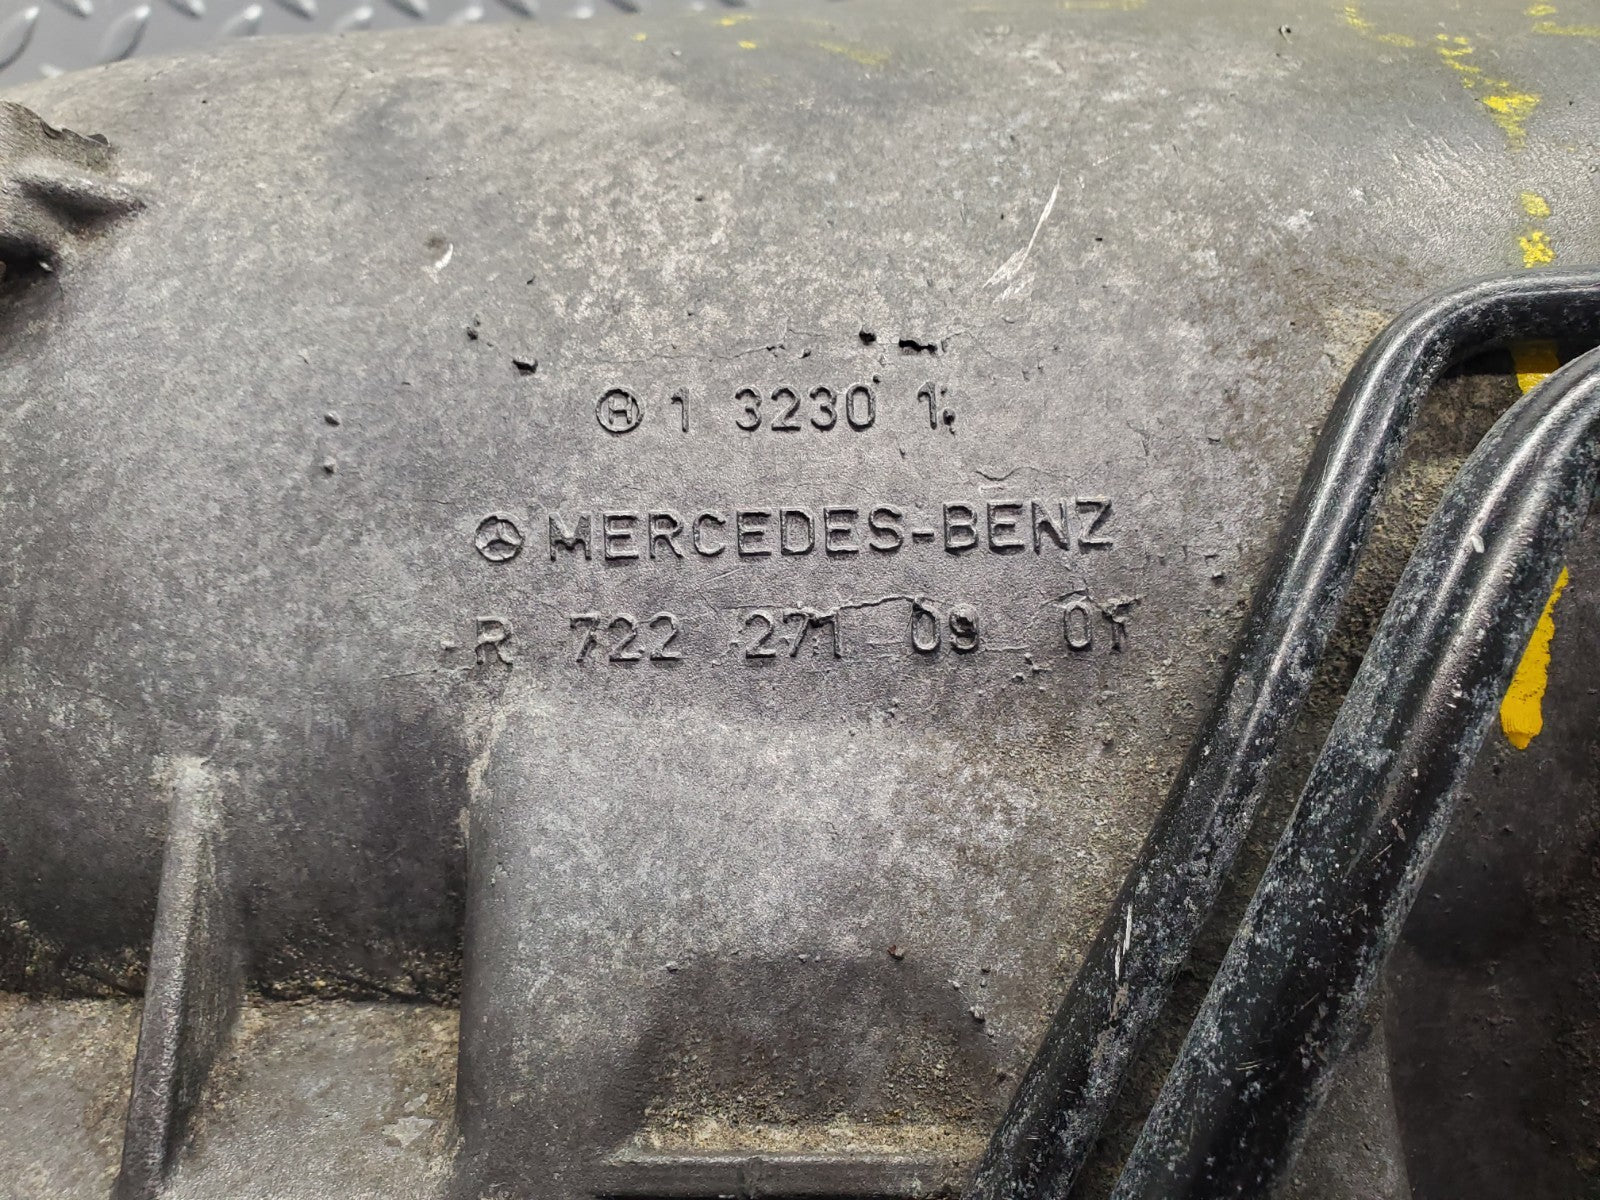 H 1 3230 1
MERCEDES-BENZ
R 722 271 09 01